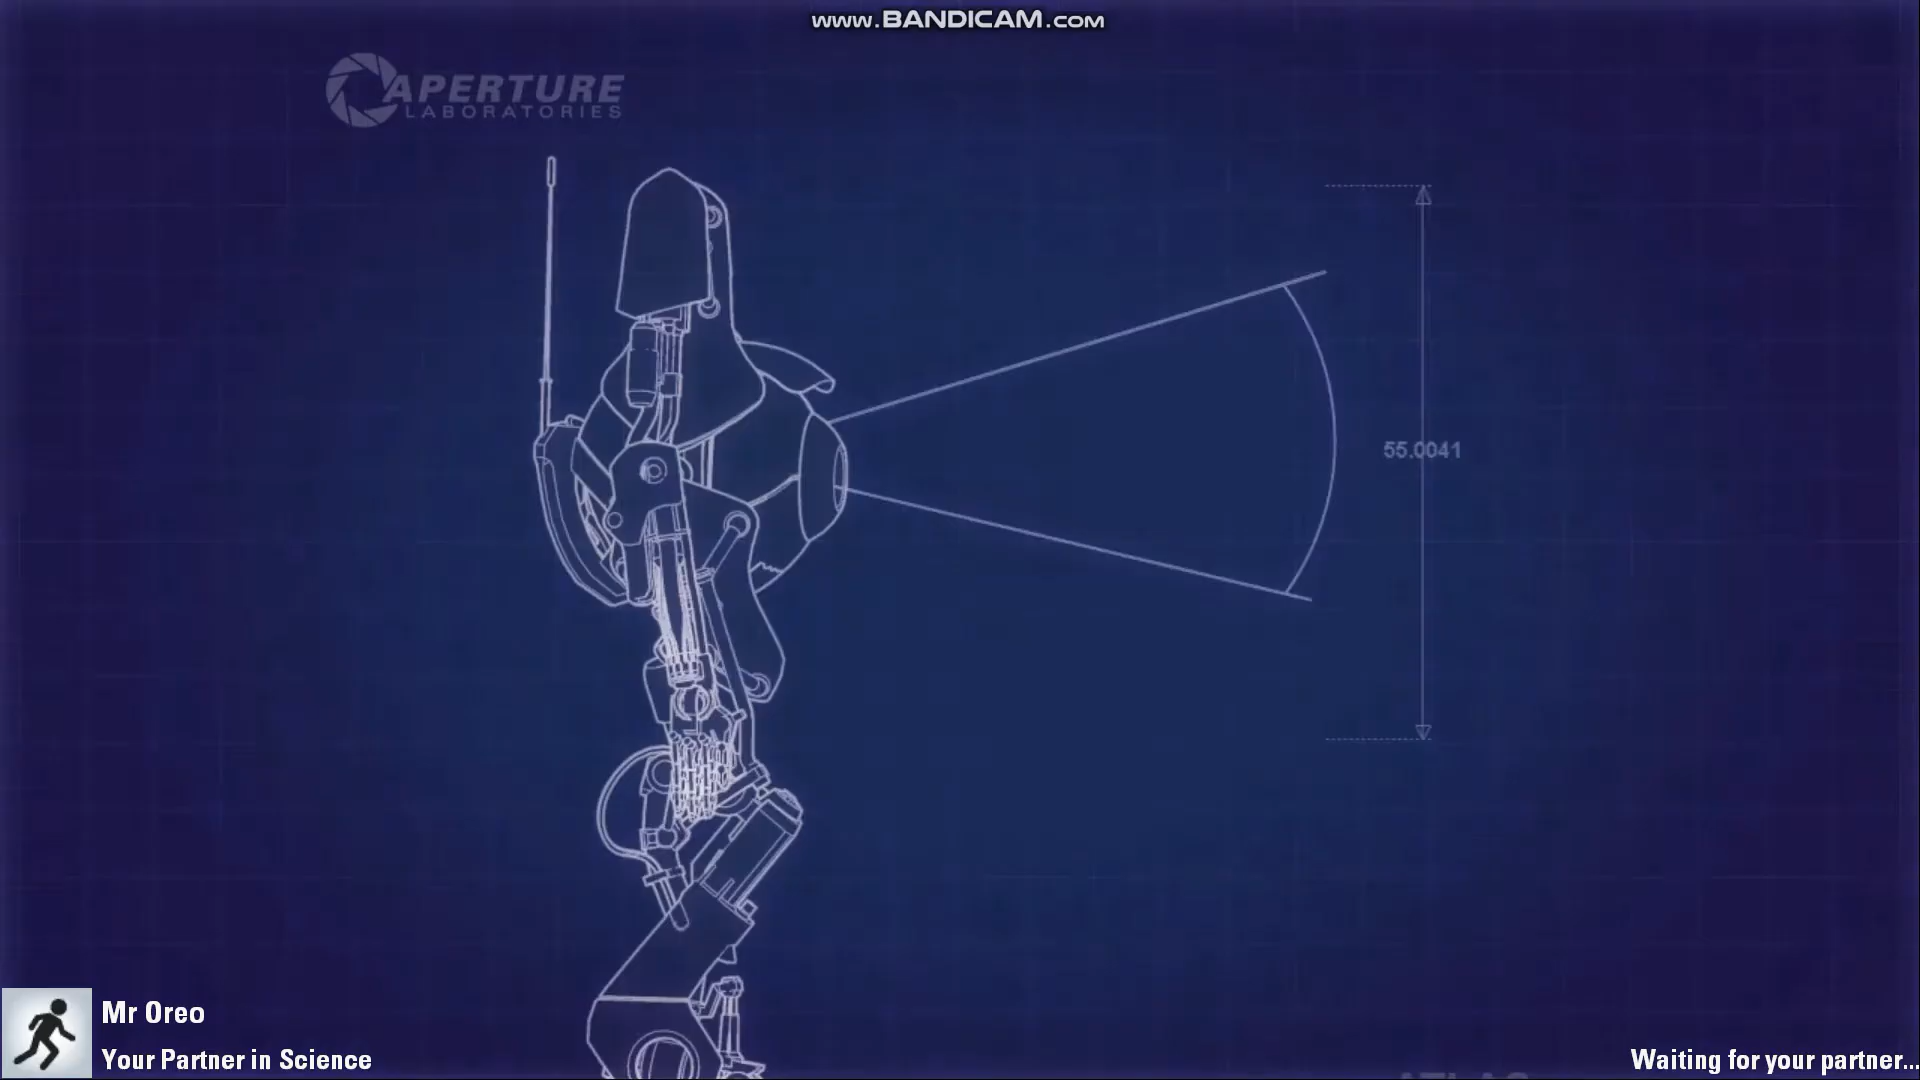 www.BANDICAM.com
APERTURE
LABORATORIES
55.0041
Mr Oreo
Your Partner in Science
Waiting for your partner...